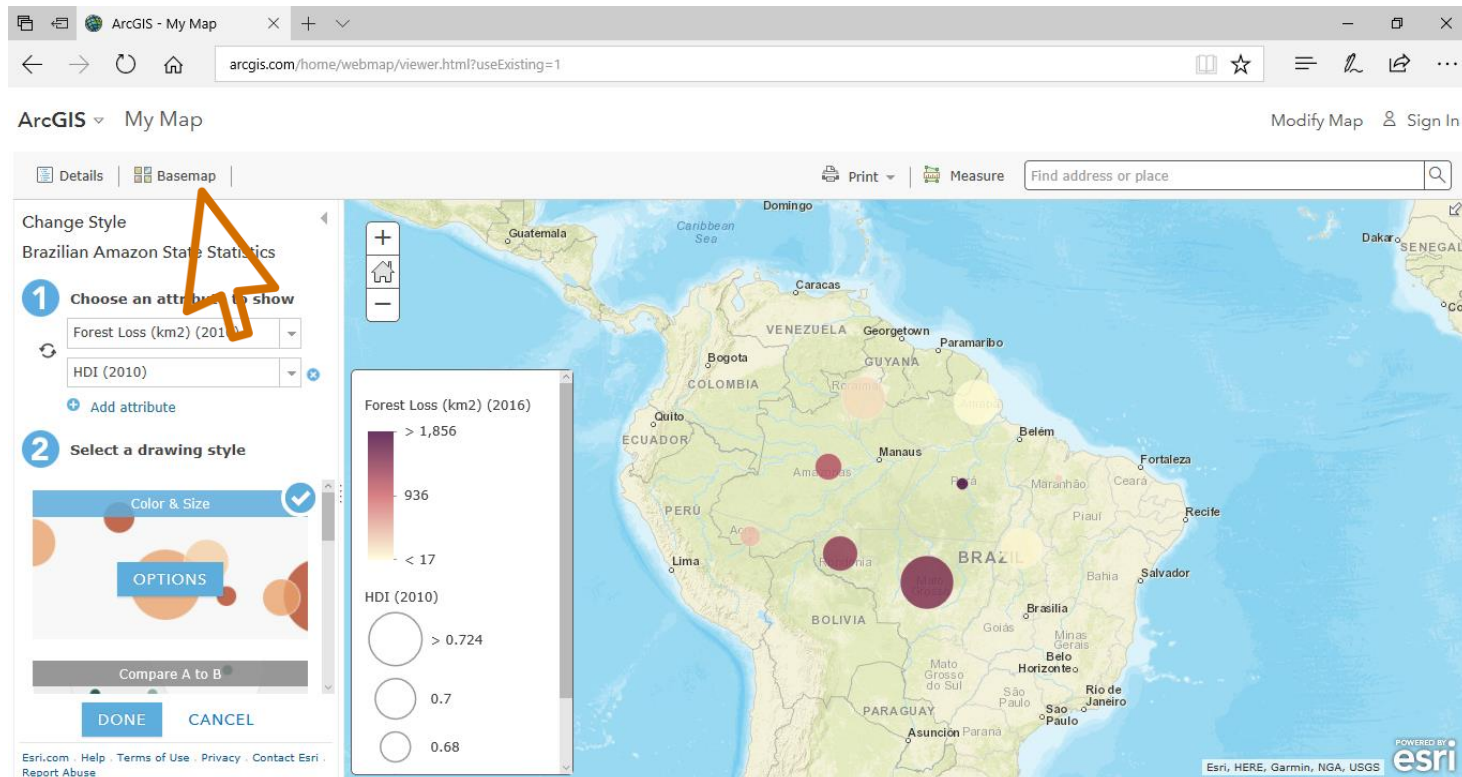 ArcGIS - My Map
arcgis.com/home/webmap/viewer.html?useExisting=1
ArcGIS My Map
Modify Map Sign In
Details Basemap
Print Measure Find address or place
Change Style
Brazilian Amazon State Statistics
1 Choose an attribute to show
Forest Loss (km2) (2016)
HDI (2010)
Add attribute
2 Select a drawing style
Color & Size
OPTIONS
Compare A to B
DONE CANCEL
Esri.com . Help . Terms of Use . Privacy . Contact Esri .
Report Abuse
+
−
Forest Loss (km2) (2016)
> 1,856
936
< 17
HDI (2010)
> 0.724
0.7
0.68
Domingo
Guatemala
Caribbean
Sea
Dakar
SENEGAL
Caracas
VENEZUELA
Georgetown
Paramaribo
Bogota
GUYANA
COLOMBIA
Roraima
Amapá
Quito
ECUADOR
Belém
Manaus
Fortaleza
Amazonas
Pará
Maranhão
Ceará
PERU
Piauí
Recife
Acre
Lima
Rondônia
BRAZIL
Mato
Grosso
Bahia
Salvador
BOLIVIA
Brasilia
Goiás
Minas
Gerais
Mato
Grosso
do Sul
Belo
Horizonte
São
Paulo
Rio de
Janeiro
PARAGUAY
Sao
Paulo
Asunción
Paraná
Esri, HERE, Garmin, NGA, USGS
POWERED BY
esri